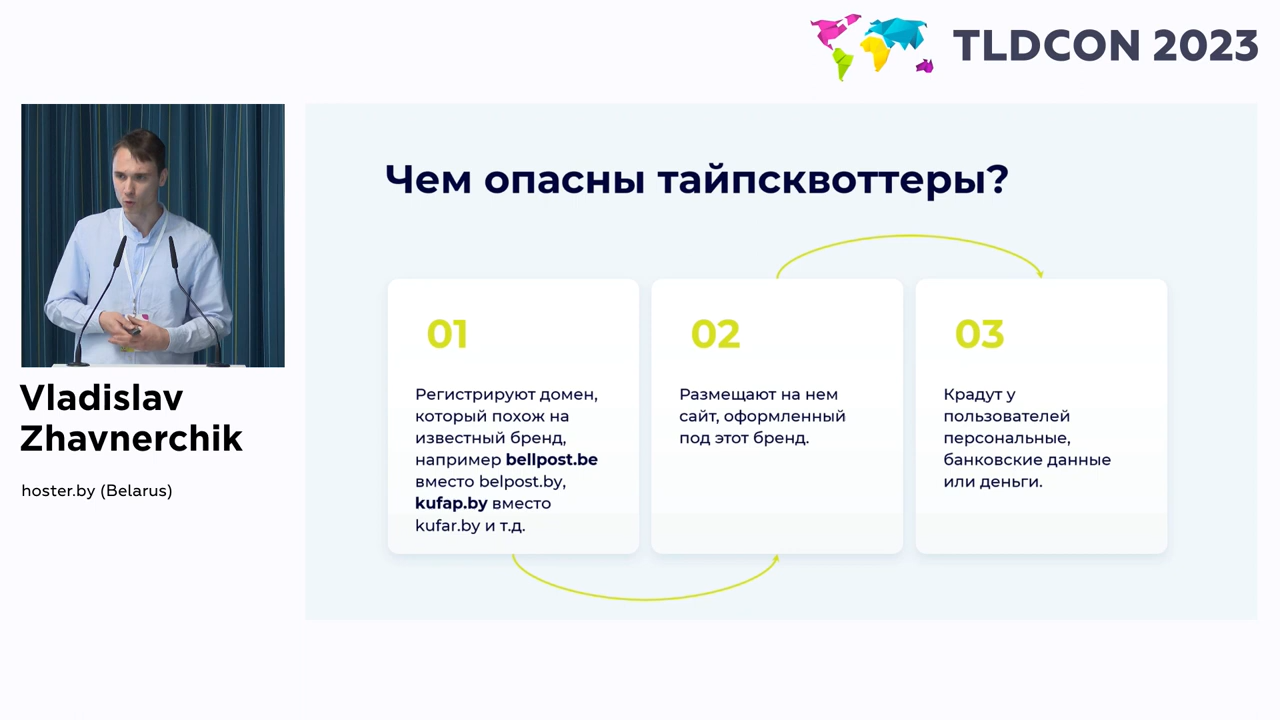 TLDCON 2023
Vladislav
Zhavnerchik
hoster.by (Belarus)
Чем опасны тайпсквоттеры?
01
Регистрируют домен,
который похож на
известный бренд,
например bellpost.be
вместо belpost.by,
kufap.by вместо
kufar.by и т.д.
02
Размещают на нем
сайт, оформленный
под этот бренд.
03
Крадут у
пользователей
персональные,
банковские данные
или деньги.